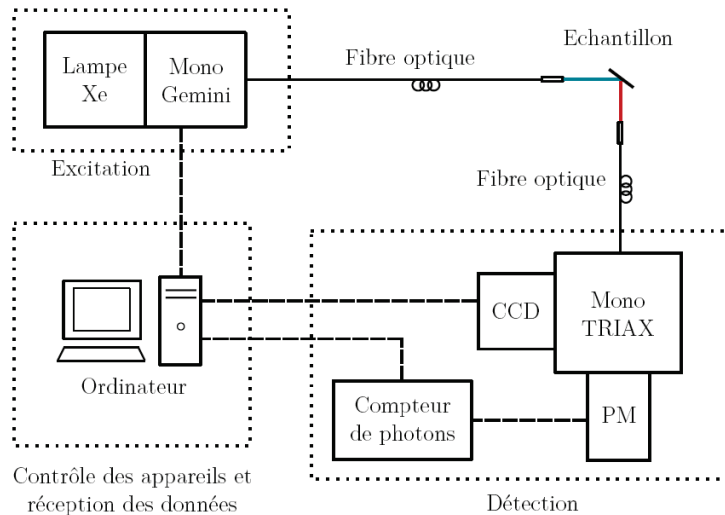 Lampe
Xe
Mono
Gemini
Excitation
Fibre optique
Echantillon
Fibre optique
Ordinateur
Contrôle des appareils et
réception des données
CCD
Mono
TRIAX
Compteur
de photons
PM
Détection